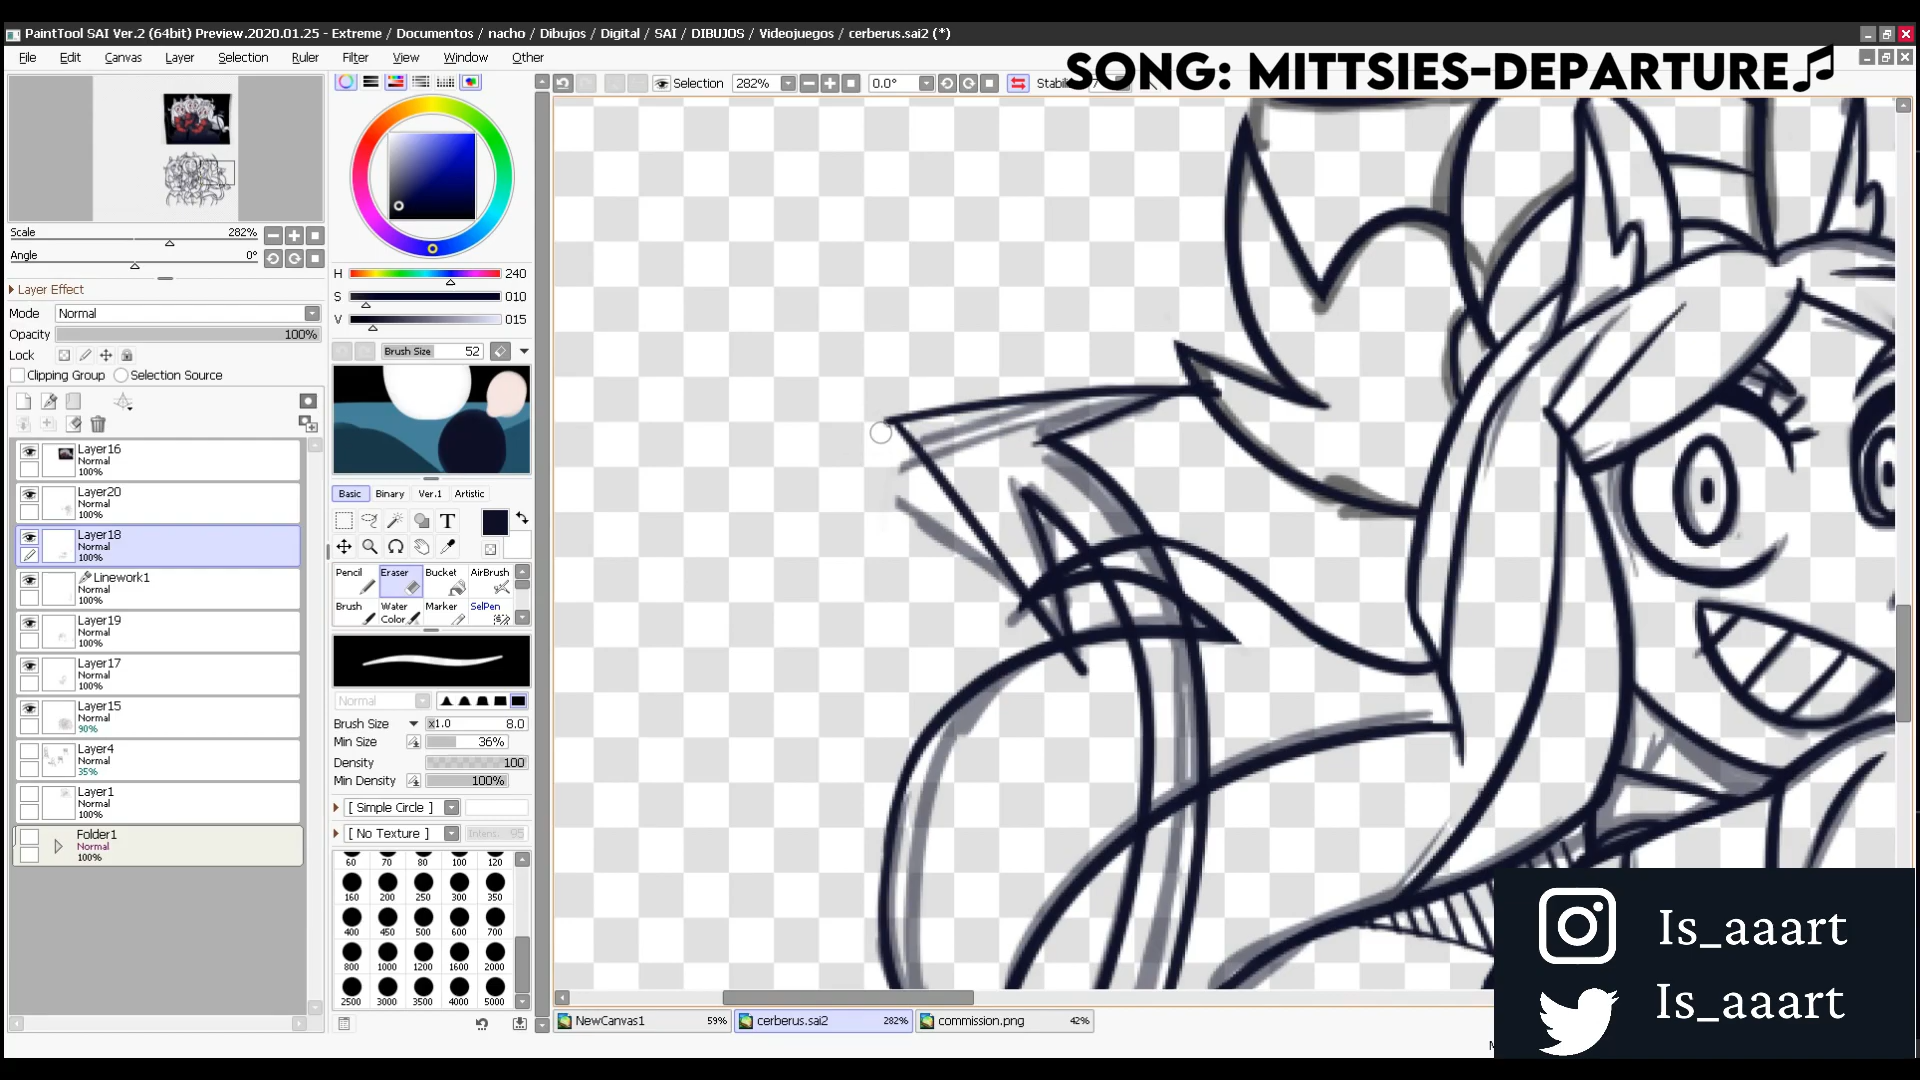 PaintTool SAI Ver.2 (64bit) Preview.2020.01.25 - Extreme / Documentos / nacho / Dibujos / Digital / SAI / DIBUJOS / Videojuegos / cerberus.sai2 (*)
File Edit Canvas Layer Selection Ruler Filter View Window Other
SONG: MITTSIES-DEPARTURE♫
Selection 282% 0.0° Stabil
Scale 282%
Angle 0°
Layer Effect
Mode Normal
Opacity 100%
Lock
Clipping Group Selection Source
Layer16
Normal
100%
Layer20
Normal
100%
Layer18
Normal
100%
Linework1
100%
Layer19
Normal
100%
Layer17
Normal
100%
Layer15
Normal
90%
Layer4
Normal
35%
Layer1
Normal
100%
Folder1
Normal
100%
H 240
S 010
V 015
Brush Size 52
Basic Binary Ver.1 Artistic
T
Pencil Eraser Bucket AirBrush
Brush Water Color Marker SelPen
Normal
Brush Size x1.0 8.0
Min Size 36%
Density 100
Min Density 100%
[ Simple Circle ]
[ No Texture ] Intens. 95
60 70 80 100 120
160 200 250 300 350
400 450 500 600 700
800 1000 1200 1600 2000
2500 3000 3500 4000 5000
NewCanvas1 59% cerberus.sai2 282% commission.png 42%
Is_aaart
Is_aaart